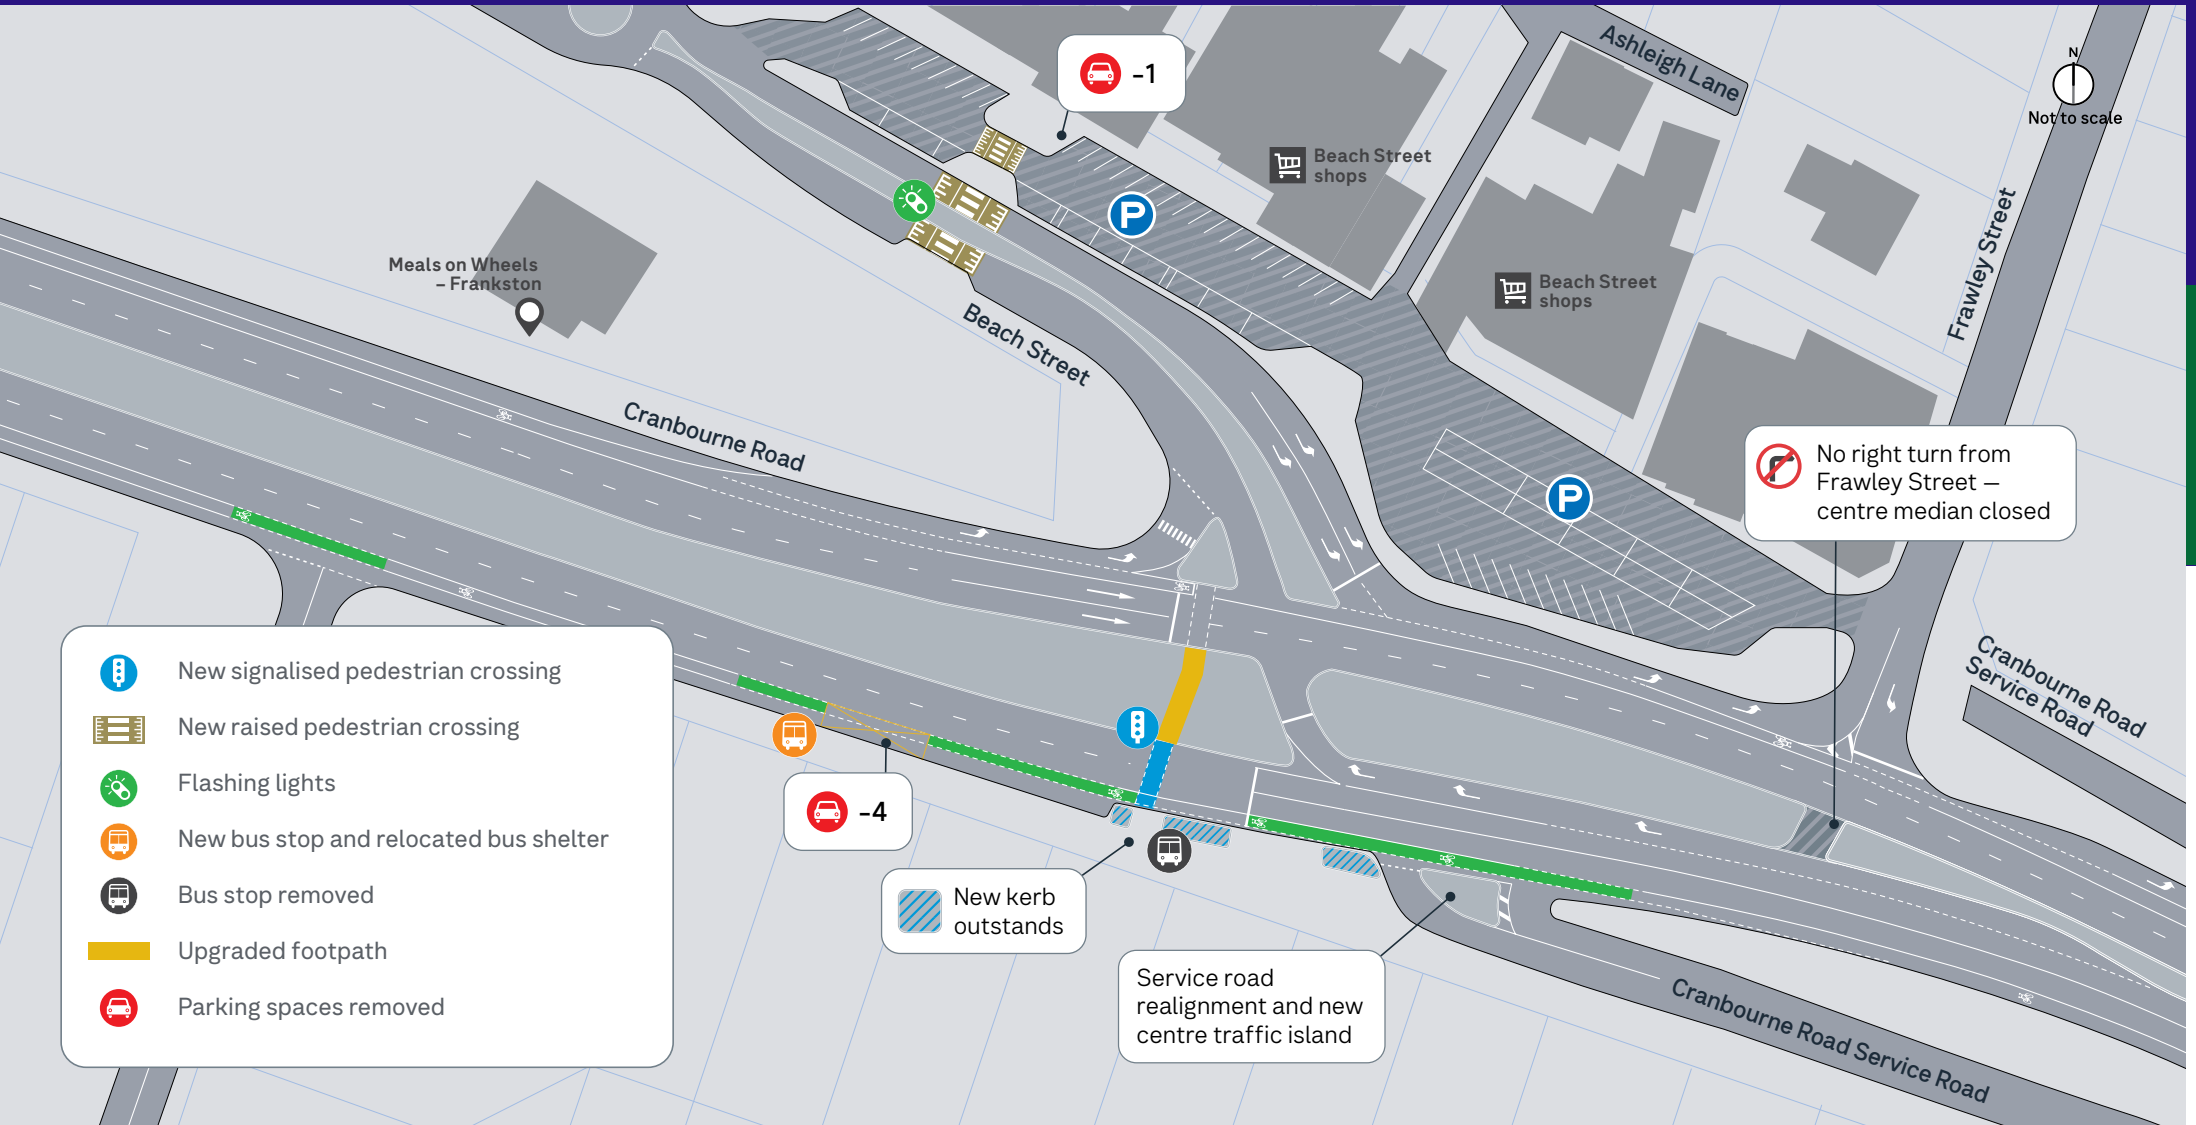 Ashleigh Lane
N
Not to scale
-1
Beach Street
shops
P
Frawley Street
Meals on Wheels
– Frankston
Beach Street
shops
Beach Street
Cranbourne Road
No right turn from
Frawley Street –
centre median closed
P
Cranbourne Road
Service Road
New signalised pedestrian crossing
New raised pedestrian crossing
Flashing lights
New bus stop and relocated bus shelter
Bus stop removed
Upgraded footpath
Parking spaces removed
-4
New kerb
outstands
Service road
realignment and new
centre traffic island
Cranbourne Road Service Road